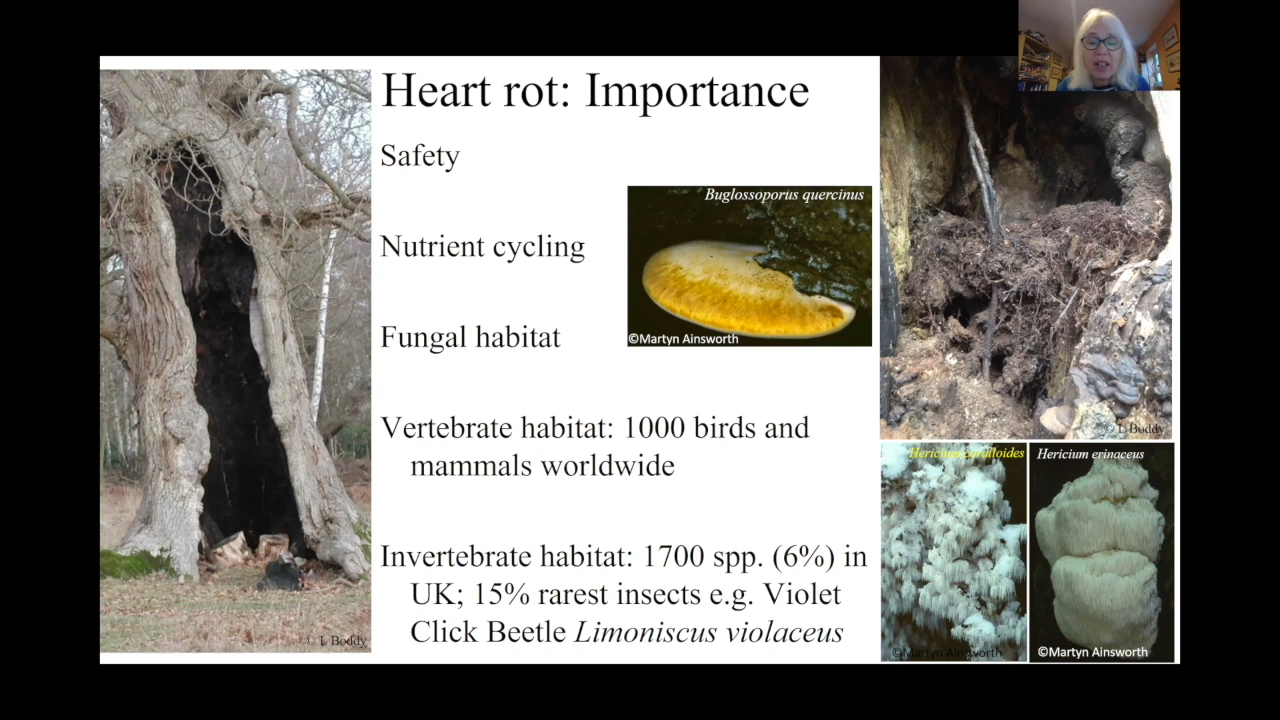 Heart rot: Importance
Safety
Buglossoporus quercinus
Nutrient cycling
©Martyn Ainsworth
Fungal habitat
Vertebrate habitat: 1000 birds and
mammals worldwide
Invertebrate habitat: 1700 spp. (6%) in
UK; 15% rarest insects e.g. Violet
Click Beetle Limoniscus violaceus
© L Boddy
© L Boddy
Hericium coralloides
Hericium erinaceus
©Martyn Ainsworth
©Martyn Ainsworth